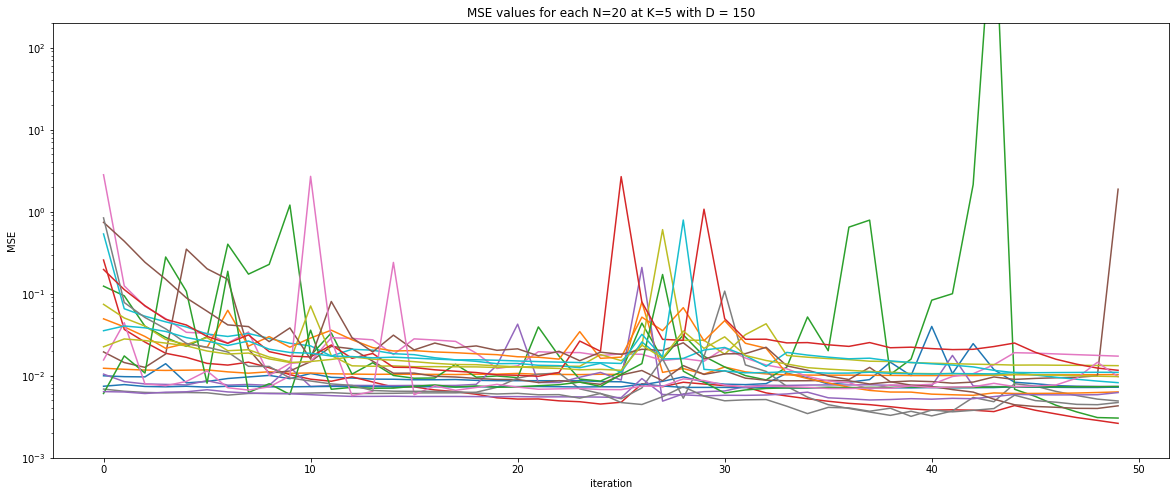 MSE values for each N=20 at K=5 with D = 150
10²
10¹
10⁰
10⁻¹
10⁻²
10⁻³
MSE
0 10 20 30 40 50
iteration